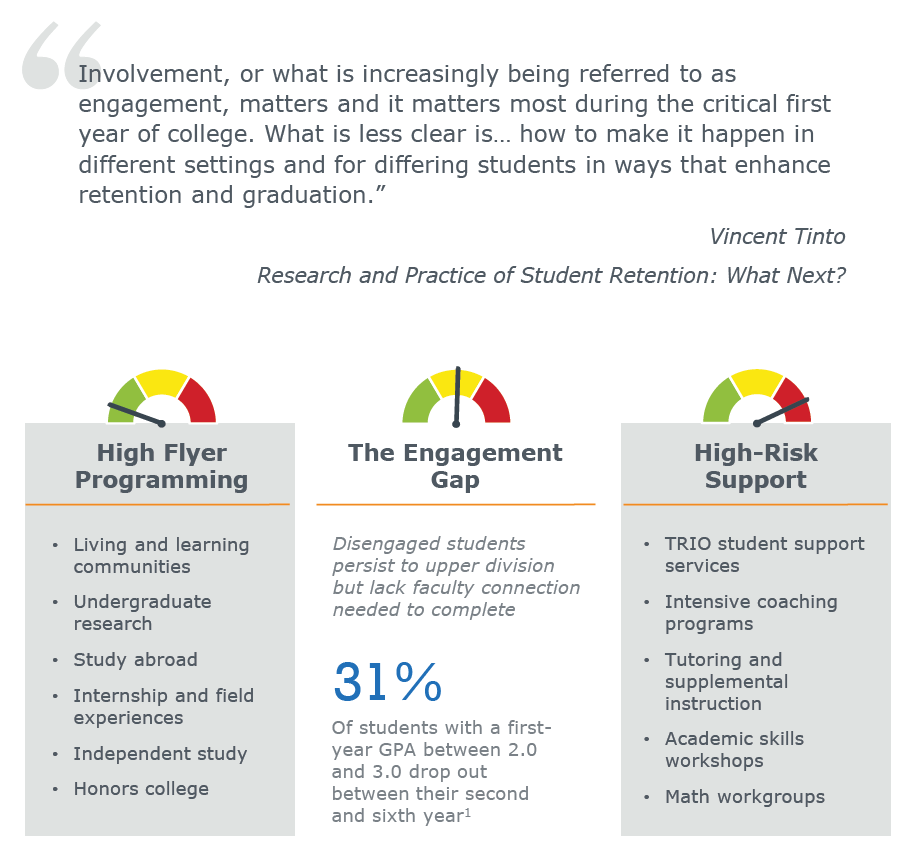 “Involvement, or what is increasingly being referred to as
engagement, matters and it matters most during the critical first
year of college. What is less clear is… how to make it happen in
different settings and for differing students in ways that enhance
retention and graduation.”
Vincent Tinto
Research and Practice of Student Retention: What Next?
High Flyer
Programming
• Living and learning
communities
• Undergraduate
research
• Study abroad
• Internship and field
experiences
• Independent study
• Honors college
The Engagement
Gap
Disengaged students
persist to upper division
but lack faculty connection
needed to complete
31%
Of students with a first-
year GPA between 2.0
and 3.0 drop out
between their second
and sixth year¹
High-Risk
Support
• TRIO student support
services
• Intensive coaching
programs
• Tutoring and
supplemental
instruction
• Academic skills
workshops
• Math workgroups